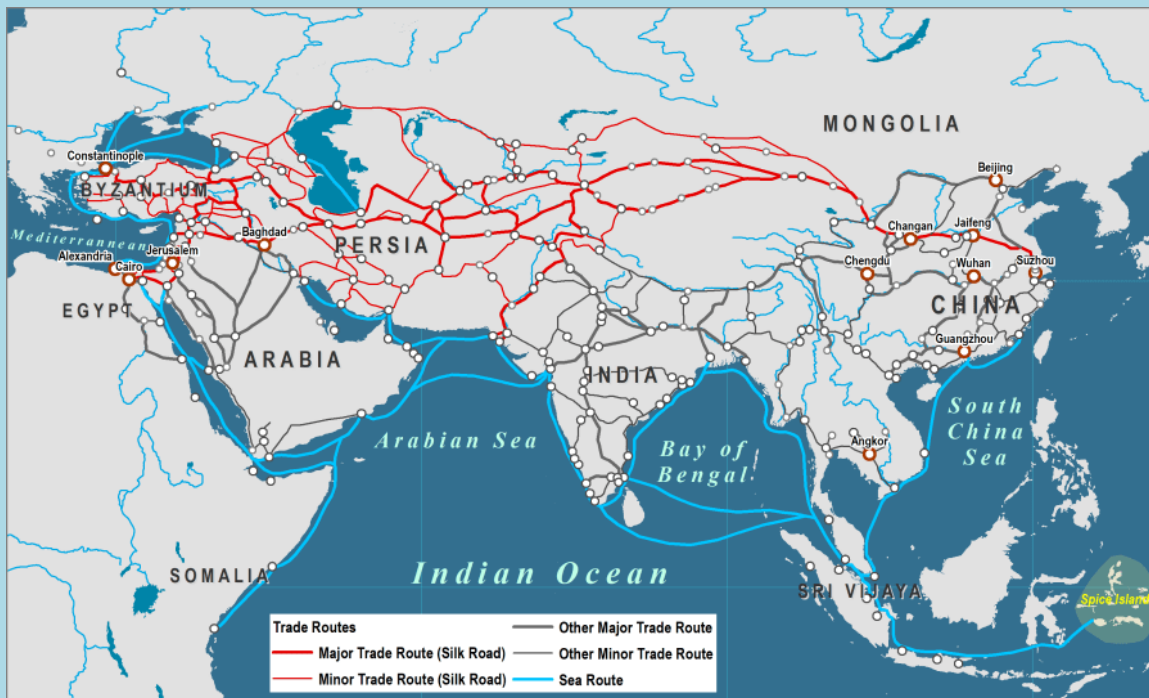 MONGOLIA
Constantinople
Beijing
BYZANTIUM
Mediterrannean
Baghdad
PERSIA
Changan
Jaifeng
Jerusalem
Alexandria
Cairo
Chengdu
Wuhan
Suzhou
EGYPT
CHINA
ARABIA
Guangzhou
INDIA
Arabian Sea
Bay of
Bengal
South
China
Sea
Angkor
SOMALIA
Indian Ocean
SRI VIJAYA
Spice Island
Trade Routes
Major Trade Route (Silk Road)
Minor Trade Route (Silk Road)
Other Major Trade Route
Other Minor Trade Route
Sea Route